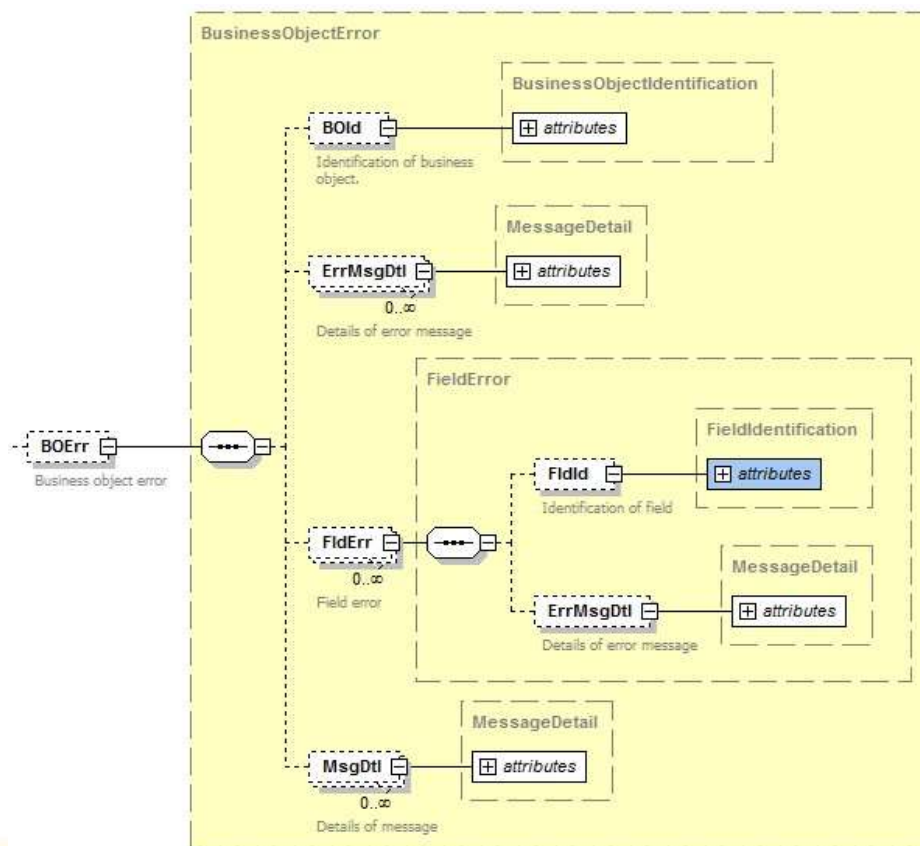 BusinessObjectError
BusinessObjectIdentification
BOId
attributes
Identification of business
object.
MessageDetail
ErrMsgDtl
attributes
0..∞
Details of error message
FieldError
FieldIdentification
BOErr
Business object error
FldId
attributes
Identification of field
FldErr
0..∞
Field error
MessageDetail
ErrMsgDtl
attributes
Details of error message
MessageDetail
MsgDtl
attributes
0..∞
Details of message